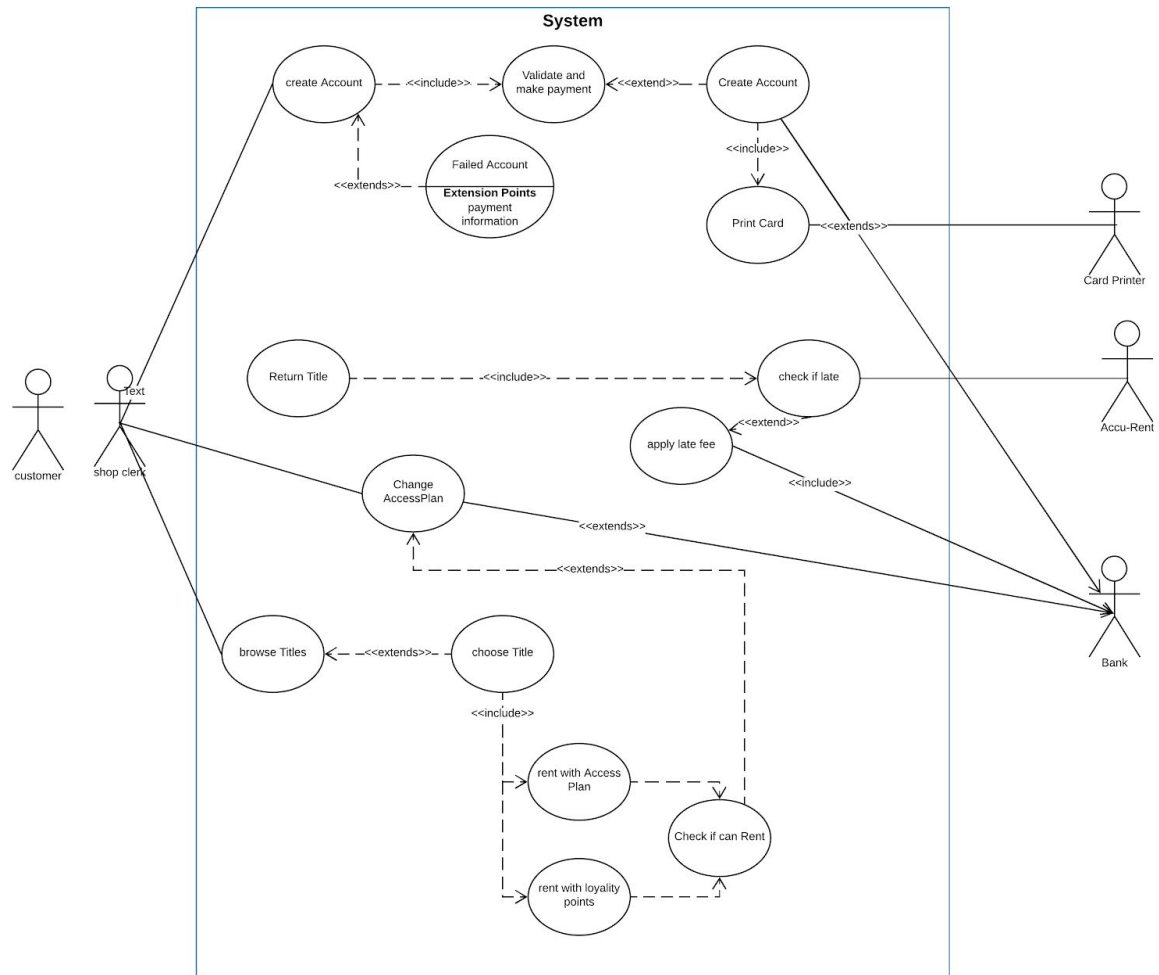 System
create Account
<<include>>
Validate and
make payment
<<extend>>
Create Account
<<include>>
Failed Account
<<extends>>
Extension Points
payment
information
Print Card
<<extends>>
Card Printer
Return Title
<<include>>
check if late
Text
<<extend>>
Accu-Rent
apply late fee
customer
shop clerk
Change
AccessPlan
<<include>>
<<extends>>
<<extends>>
browse Titles
<<extends>>
choose Title
Bank
<<include>>
rent with Access
Plan
Check if can Rent
rent with loyality
points